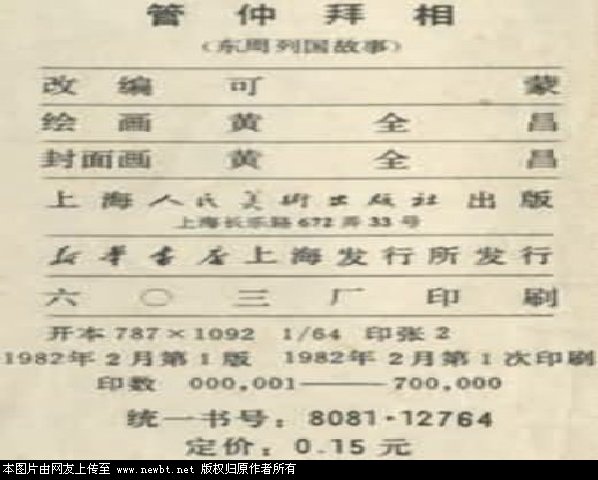 管仲拜相
(东周列国故事)
改编 可蒙
绘画 黄全昌
封面画 黄全昌
上海人民美术出版社出版
上海长乐路672弄33号
新华书店上海发行所发行
六〇三厂印刷
开本 787×1092 1/64 印张 2
1982年2月第1版 1982年2月第1次印刷
印数 000,001——700,000
统一书号: 8081·12764
定价: 0.15元
本图片由网友上传至 www.newbt.net 版权归原作者所有